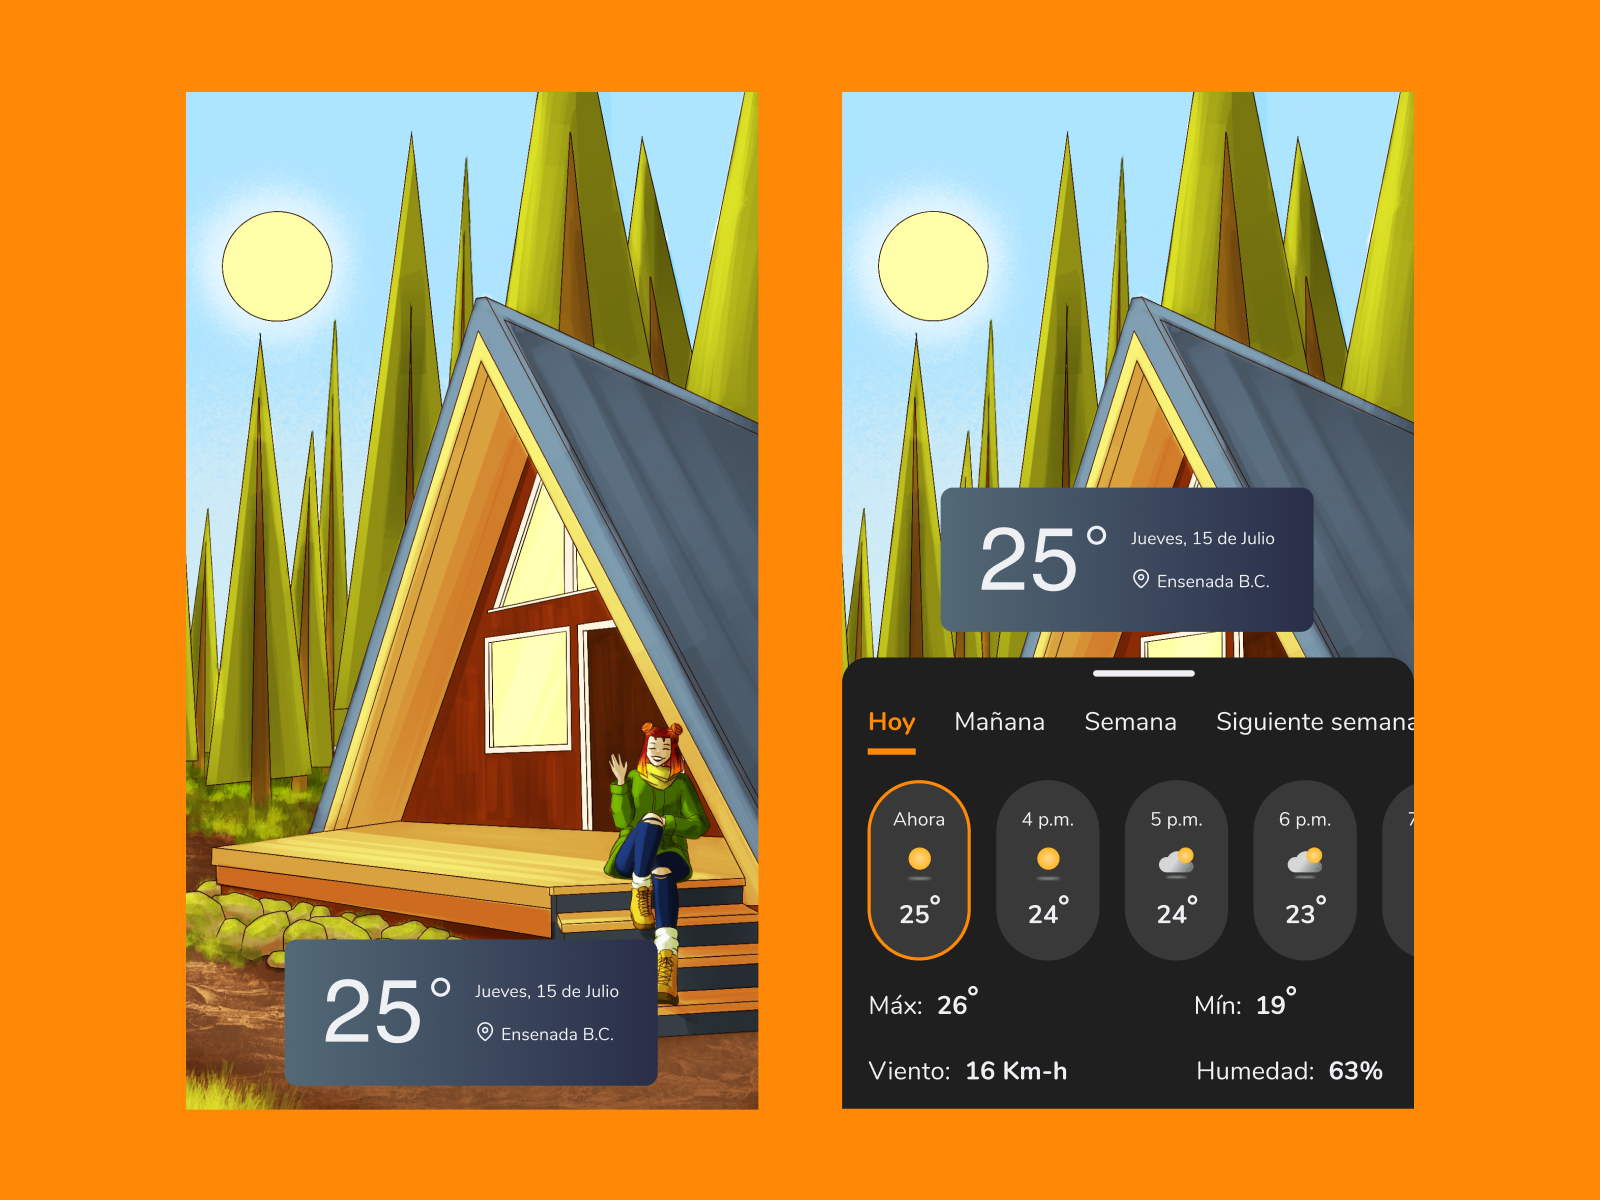 25°
Jueves, 15 de Julio
Ensenada B.C.
25°
Jueves, 15 de Julio
Ensenada B.C.
Hoy Mañana Semana Siguiente semana
Ahora 4 p.m. 5 p.m. 6 p.m. 7
25° 24° 24° 23°
Máx: 26° Mín: 19°
Viento: 16 Km-h Humedad: 63%